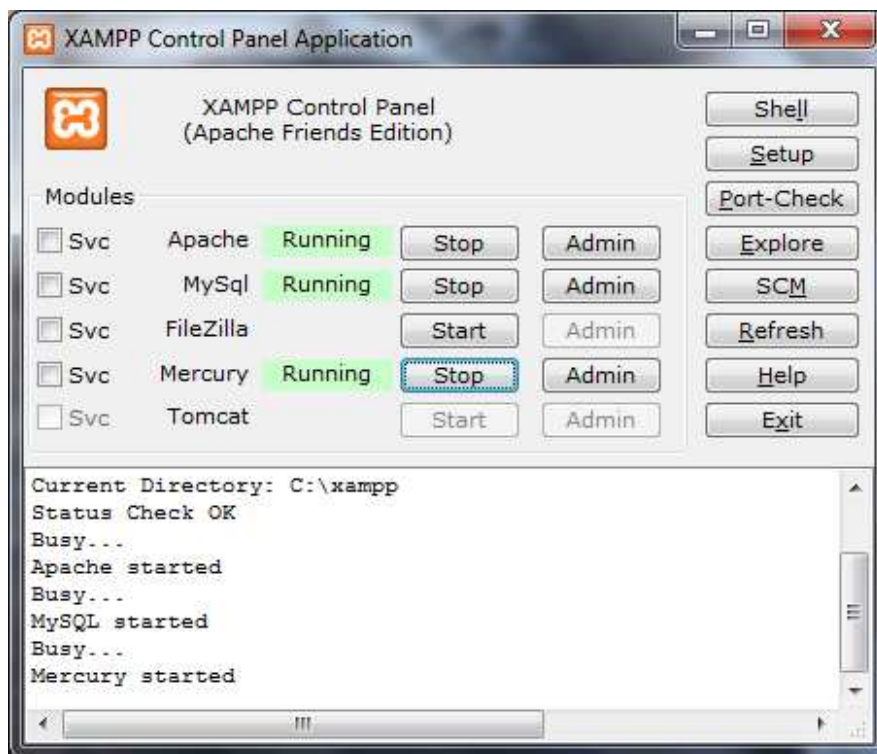 XAMPP Control Panel Application
XAMPP Control Panel
(Apache Friends Edition)
Shell
Setup
Port-Check
Explore
SCM
Refresh
Help
Exit
Modules
Svc Apache Running Stop Admin
Svc MySql Running Stop Admin
Svc FileZilla Start Admin
Svc Mercury Running Stop Admin
Svc Tomcat Start Admin
Current Directory: C:\xampp
Status Check OK
Busy...
Apache started
Busy...
MySQL started
Busy...
Mercury started